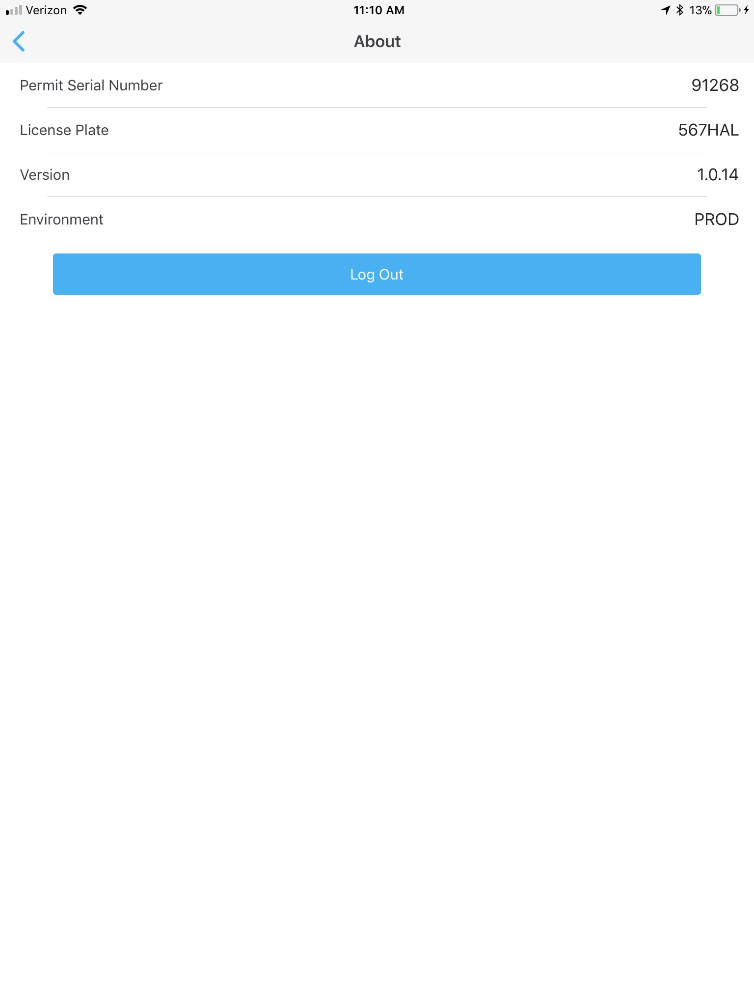 Verizon 11:10 AM 13%
About
Permit Serial Number 91268
License Plate 567HAL
Version 1.0.14
Environment PROD
Log Out